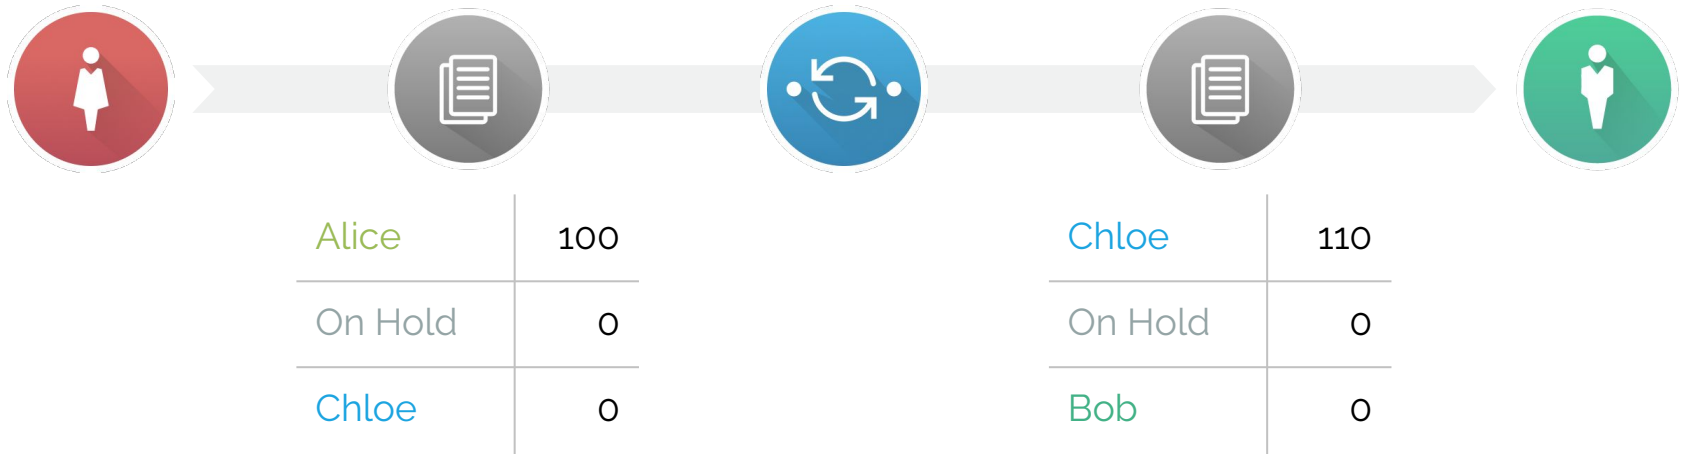 Alice 100
On Hold 0
Chloe 0
Chloe 110
On Hold 0
Bob 0